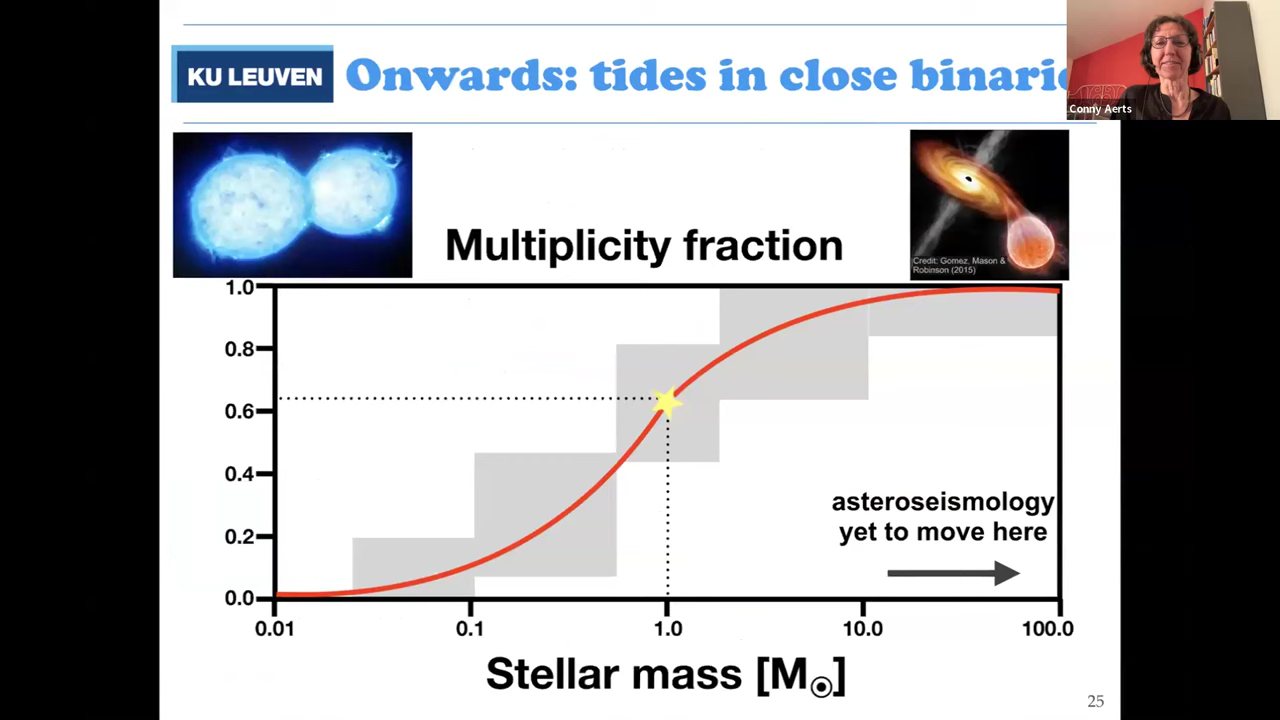 KU LEUVEN
Onwards: tides in close binarie
Conny Aerts
Credit: Gomez, Mason &
Robinson (2015)
Multiplicity fraction
1.0
0.8
0.6
0.4
0.2
0.0
asteroseismology
yet to move here
0.01 0.1 1.0 10.0 100.0
Stellar mass [M☉]
25